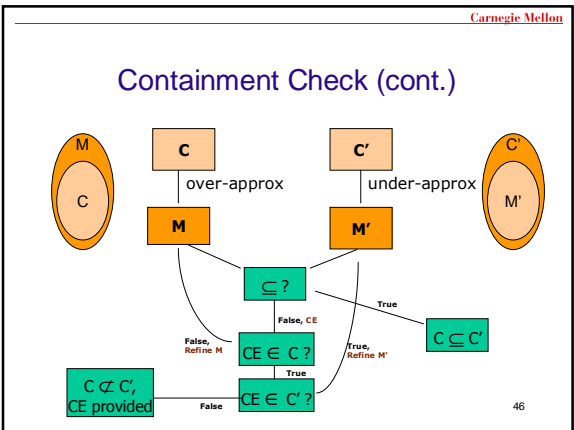 Carnegie Mellon
Containment Check (cont.)
M
C
C
over-approx
M
C′
under-approx
M′
C'
M'
⊆ ?
True
C ⊆ C′
False, CE
False,
Refine M
CE ∈ C ?
True,
Refine M′
True
C ⊄ C′,
CE provided
False
CE ∈ C′ ?
46